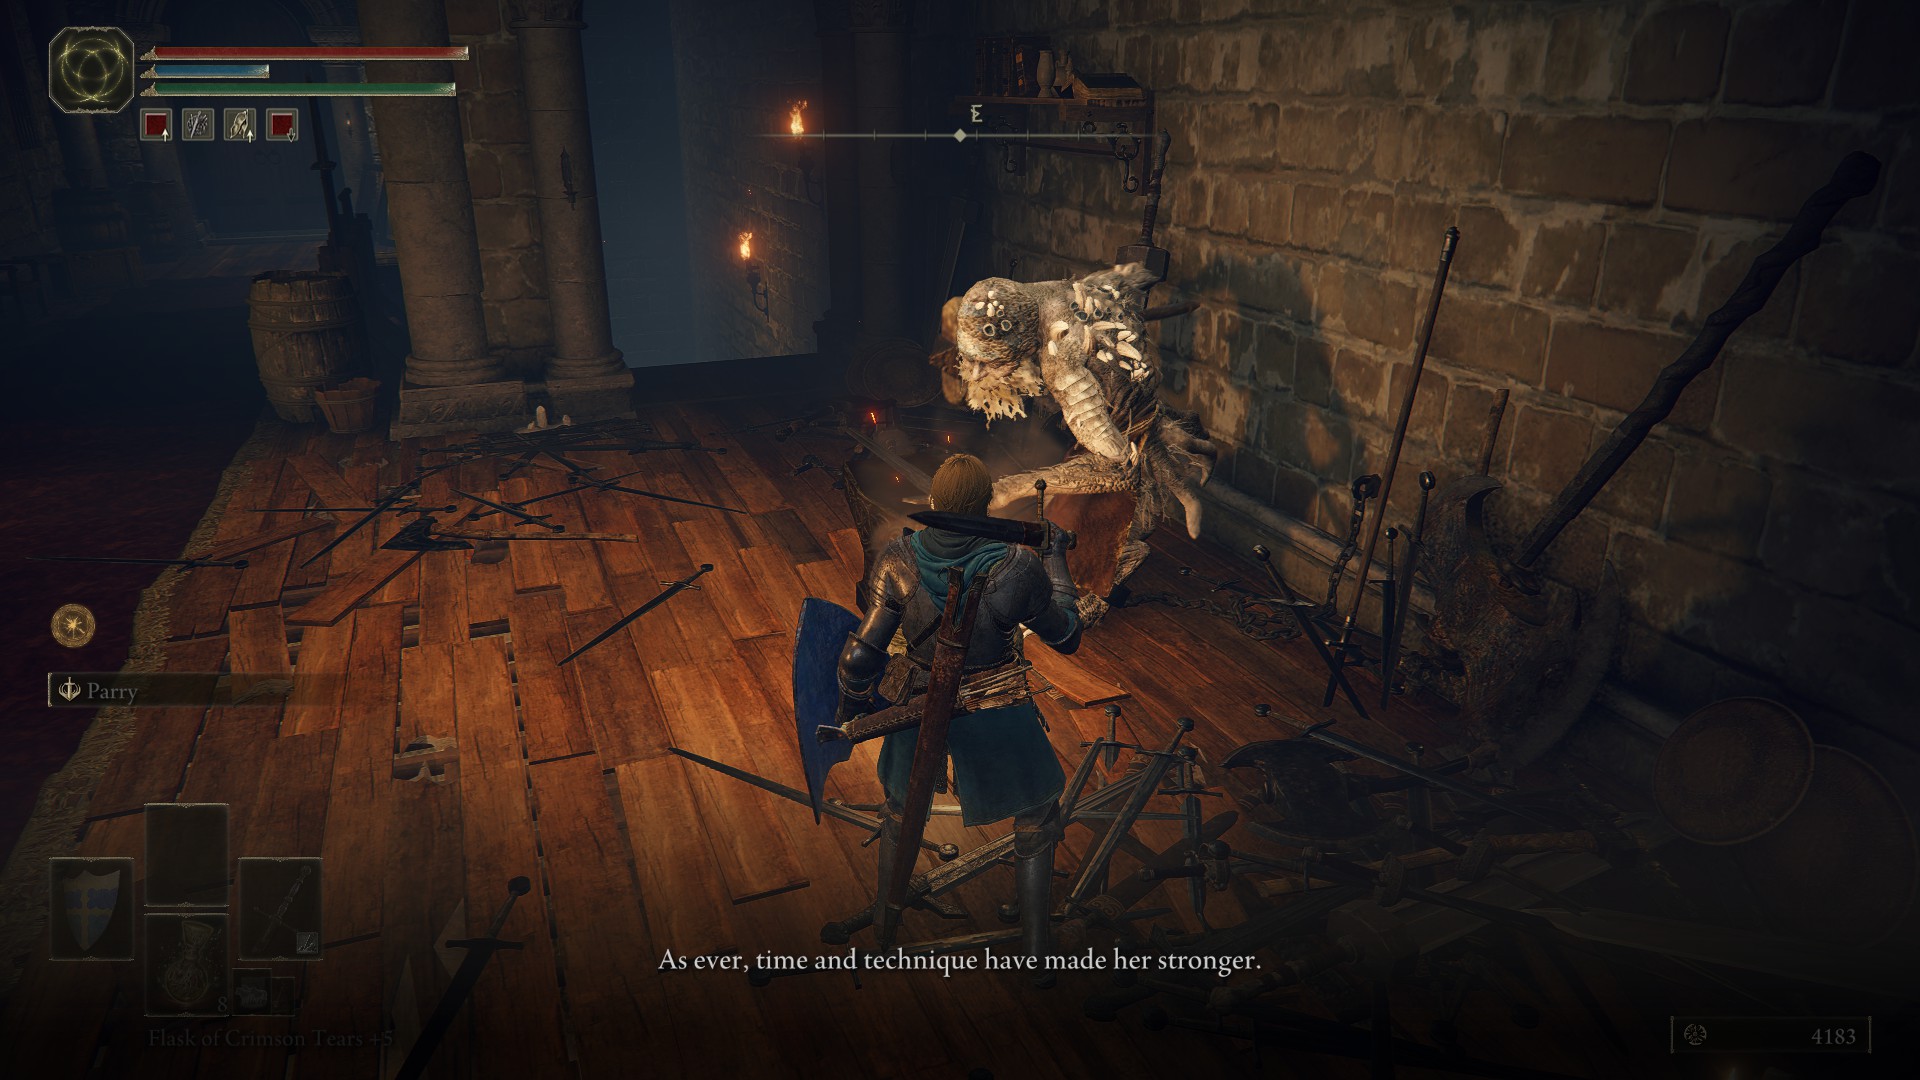 E
Parry
8
As ever, time and technique have made her stronger.
Flask of Crimson Tears +5
4183